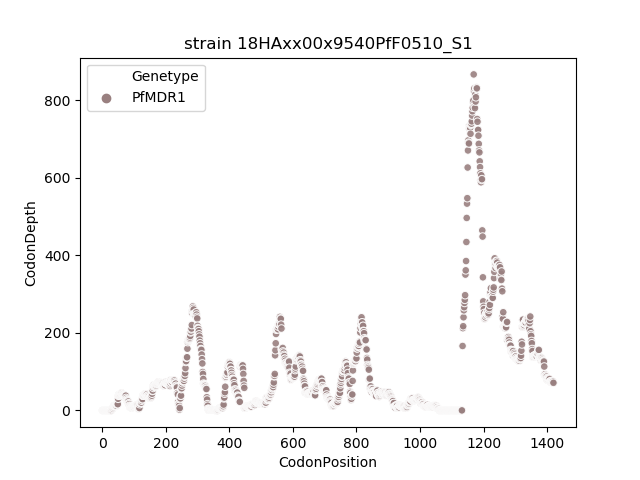 strain 18HAxx00x9540PfF0510_S1
Genetype
PfMDR1
CodonDepth
800
600
400
200
0
0 200 400 600 800 1000 1200 1400
CodonPosition